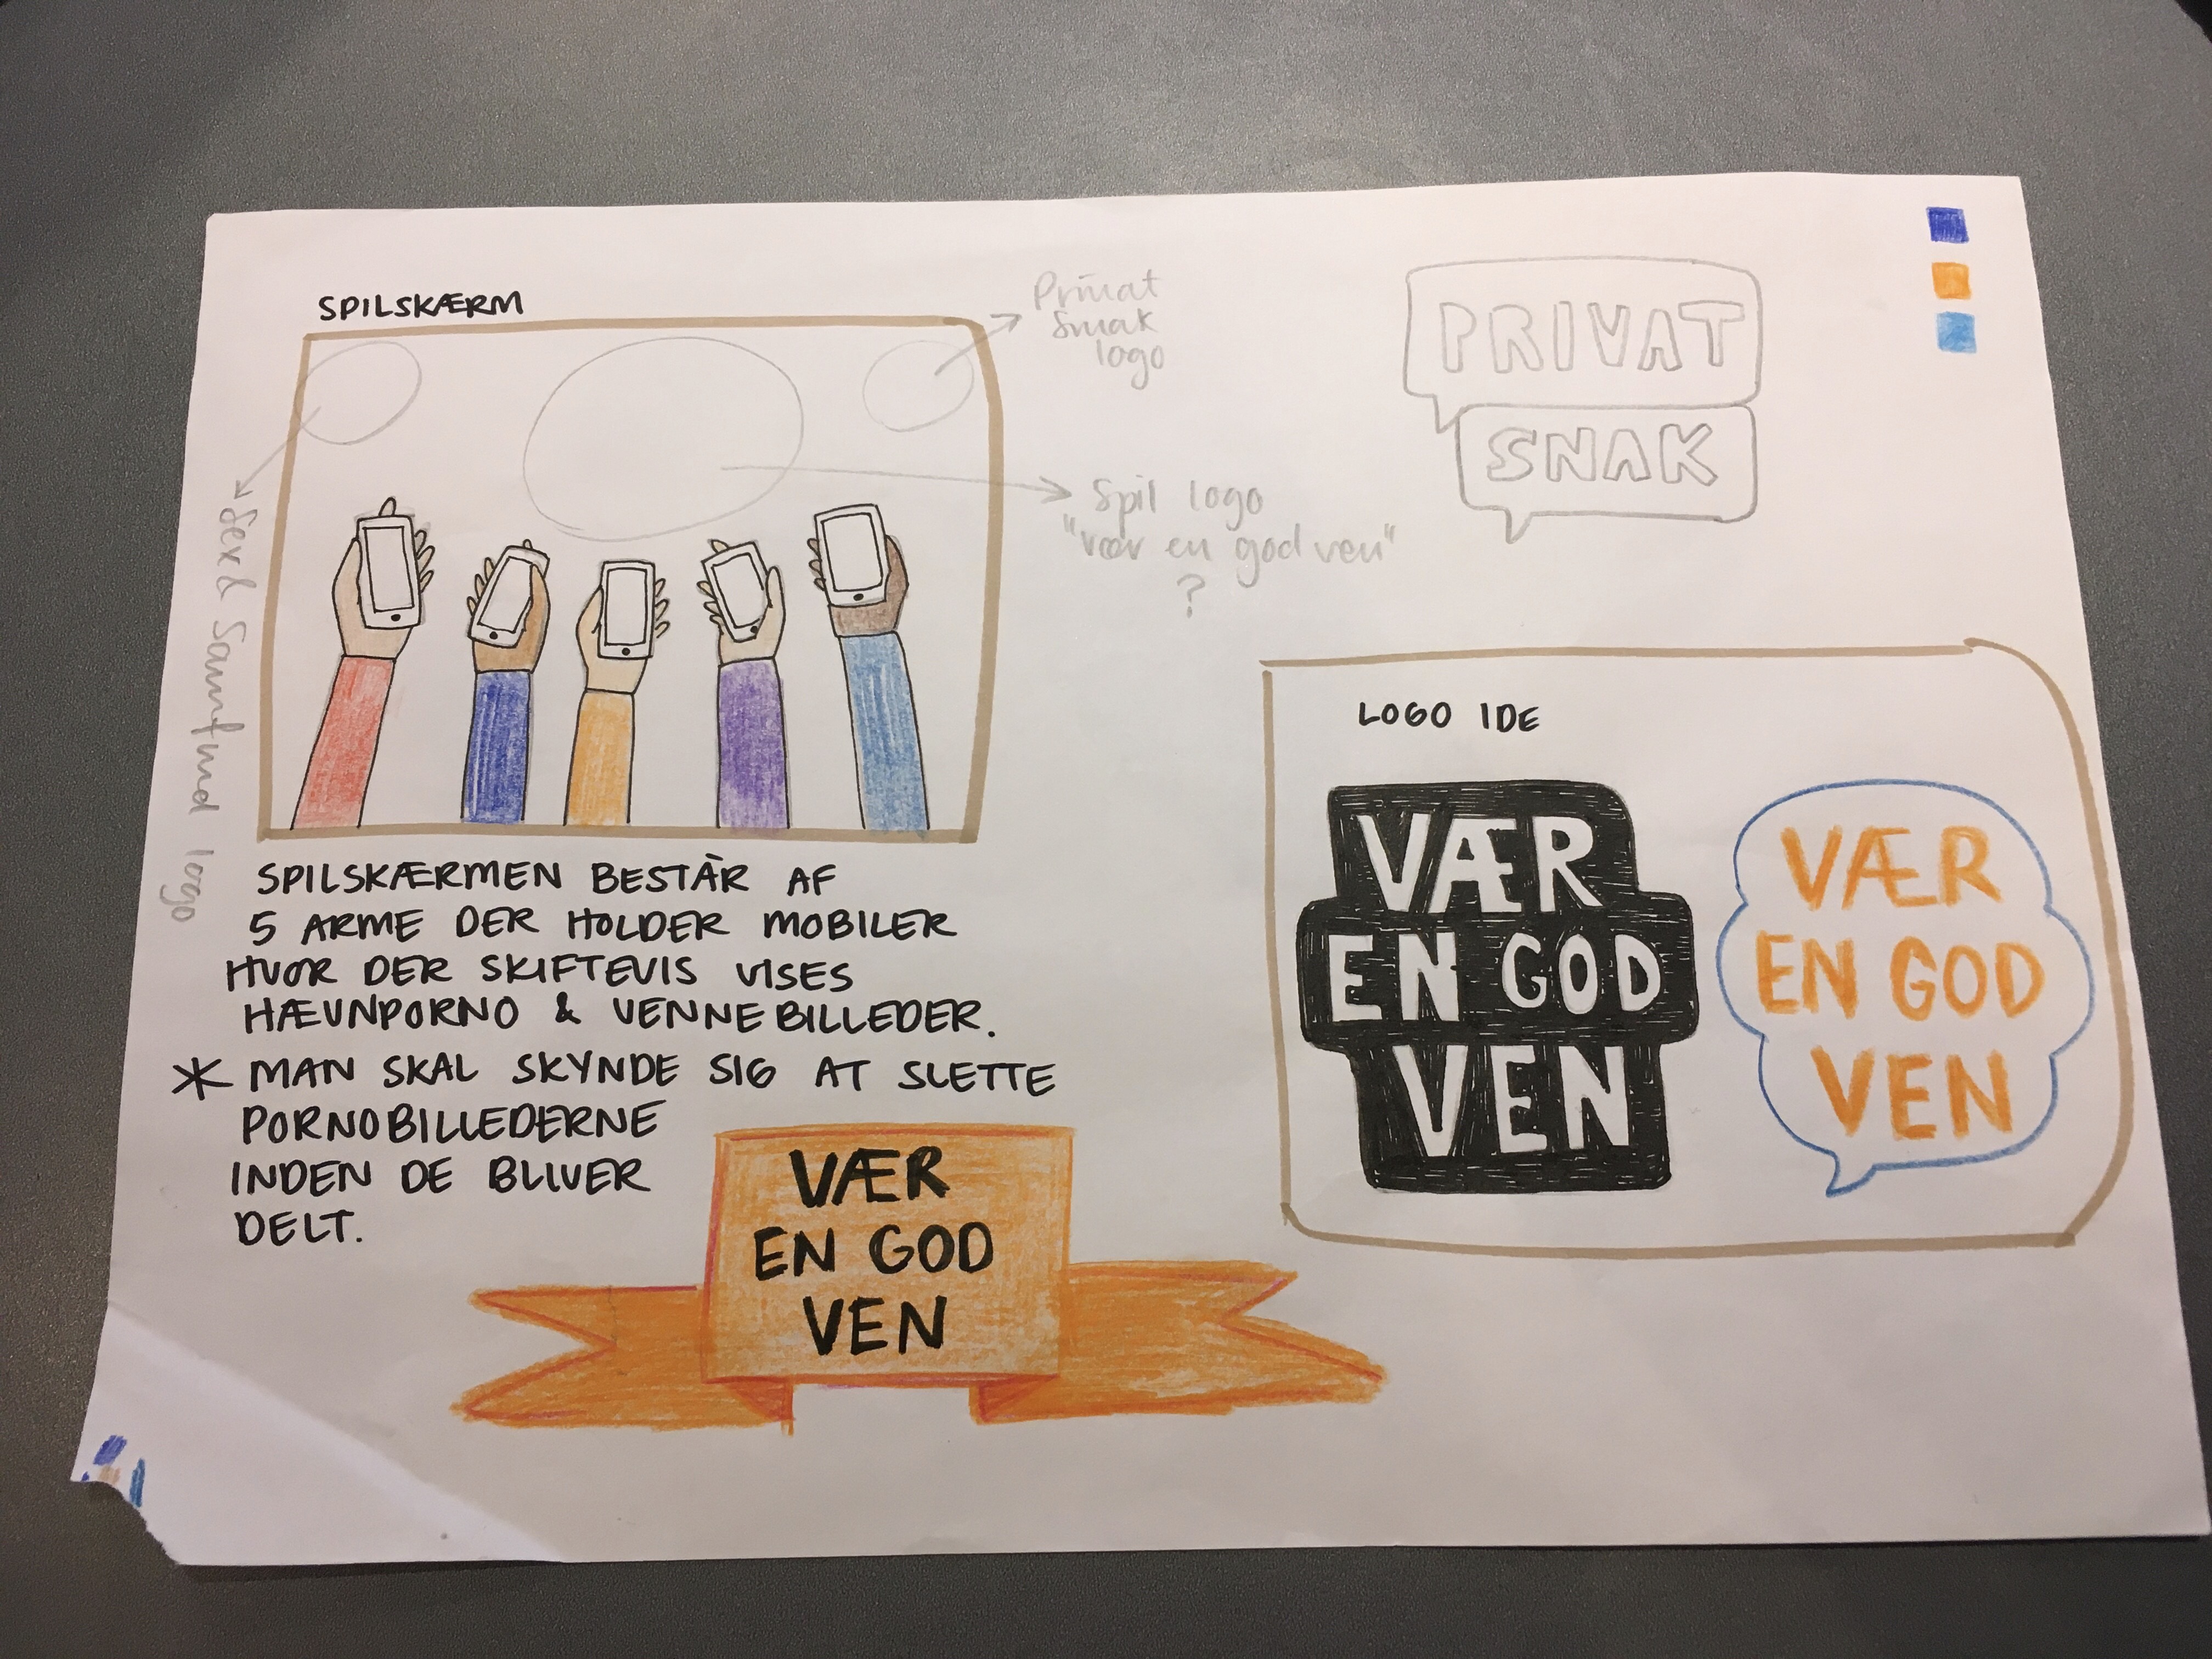 SPILSKÆRM
Privat
Snak
logo
Spil logo
"vær en god ven"
?
Sex & Samfund logo
SPILSKÆRMEN BESTÅR AF
5 ARME DER HOLDER MOBILER
HVOR DER SKIFTEVIS VISES
HÆVNPORNO & VENNEBILLEDER.
* MAN SKAL SKYNDE SIG AT SLETTE
PORNOBILLEDERNE
INDEN DE BLIVER
DELT.
VÆR
EN GOD
VEN
PRIVAT
SNAK
LOGO IDE
VÆR
EN GOD
VEN
VÆR
EN GOD
VEN